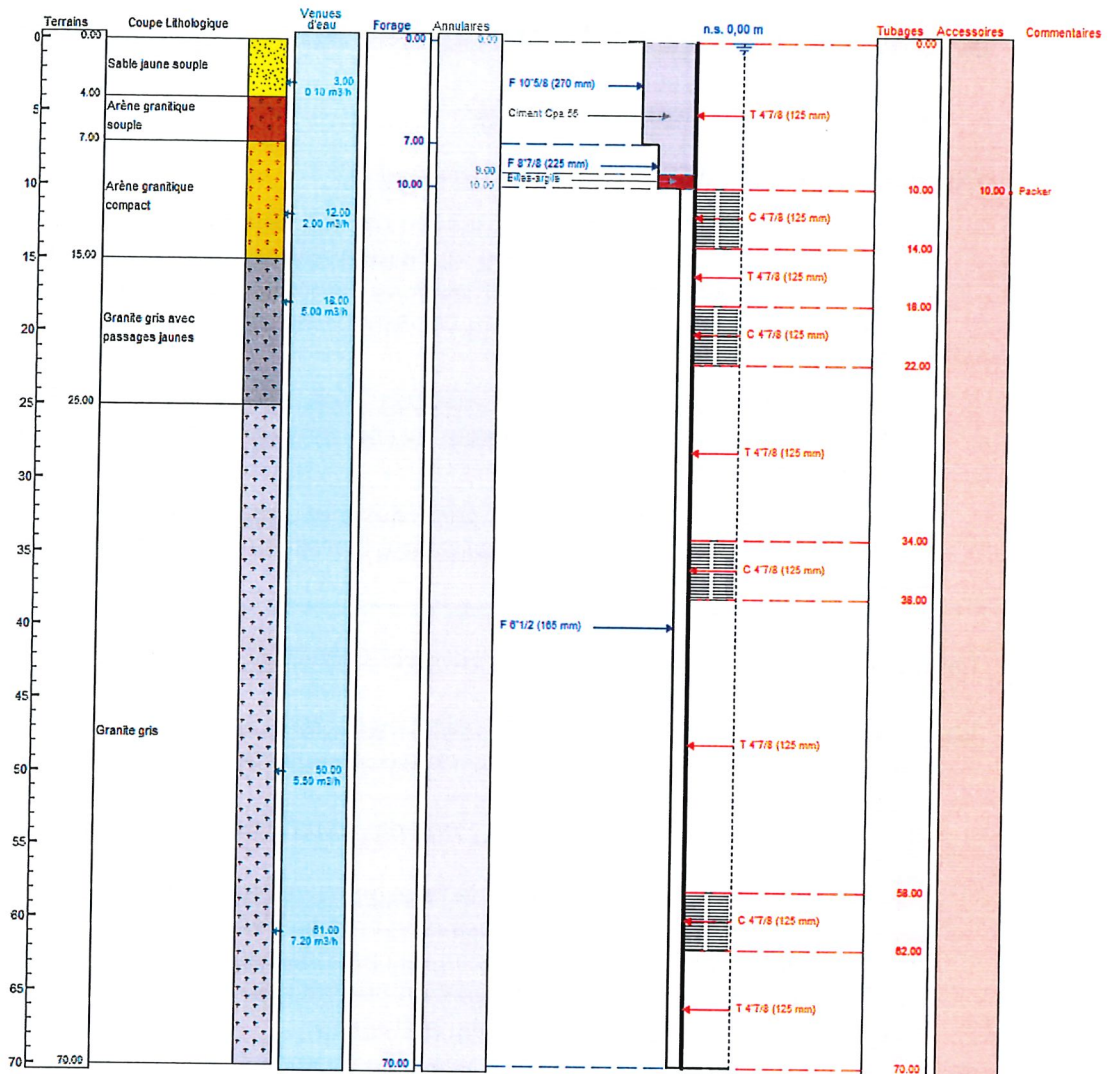 Terrains Coupe Lithologique Venues d'eau Forage Annulaires n.s. 0,00 m Tubages Accessoires Commentaires
0 0.00 0.00 0.00 0.00
Sable jaune souple
3.00
0.10 m3/h
F 10"5/8 (270 mm)
4.00
5
Arène granitique
souple
Ciment Cpa 55
T 4"7/8 (125 mm)
7.00 7.00
F 8"7/8 (225 mm)
9.00
10 10.00 10.00 10.00 10.00 Packer
Arène granitique
compact
12.00
2.00 m3/h
C 4"7/8 (125 mm)
14.00
15 15.00
T 4"7/8 (125 mm)
18.00
5.00 m3/h
18.00
Granite gris avec
passages jaunes
20
C 4"7/8 (125 mm)
22.00
25 25.00
T 4"7/8 (125 mm)
30
34.00
35
C 4"7/8 (125 mm)
38.00
40
F 6"1/2 (165 mm)
45
Granite gris
T 4"7/8 (125 mm)
50
50.00
5.50 m3/h
55
58.00
60
61.00
7.20 m3/h
C 4"7/8 (125 mm)
62.00
65
T 4"7/8 (125 mm)
70 70.00 70.00 70.00